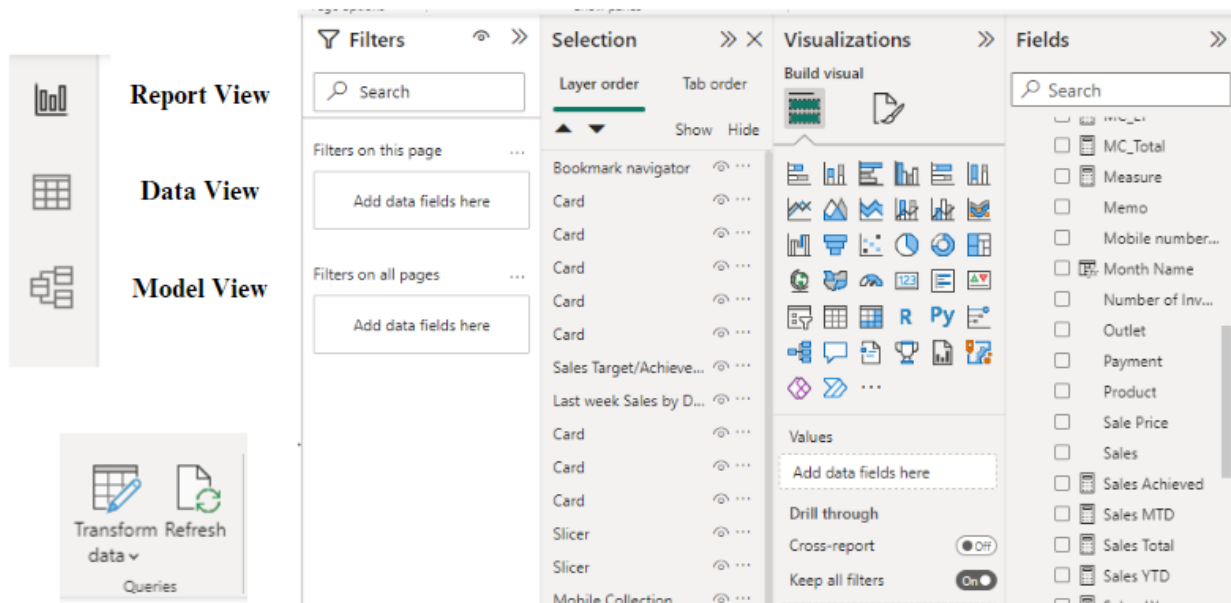 Report View
Data View
Model View
Transform Refresh
data
Queries
Filters
Search
Filters on this page
...
Add data fields here
Filters on all pages
...
Add data fields here
Selection
Layer order Tab order
Show Hide
Bookmark navigator ...
Card ...
Card ...
Card ...
Card ...
Card ...
Sales Target/Achieve... ...
Last week Sales by D... ...
Card ...
Card ...
Card ...
Slicer ...
Slicer ...
Mobile Collection ...
Visualizations
Build visual
123
R Py
...
Values
Add data fields here
Drill through
Cross-report Off
Keep all filters On
Fields
Search
MC_Total
Measure
Memo
Mobile number...
Month Name
Number of Inv...
Outlet
Payment
Product
Sale Price
Sales
Sales Achieved
Sales MTD
Sales Total
Sales YTD